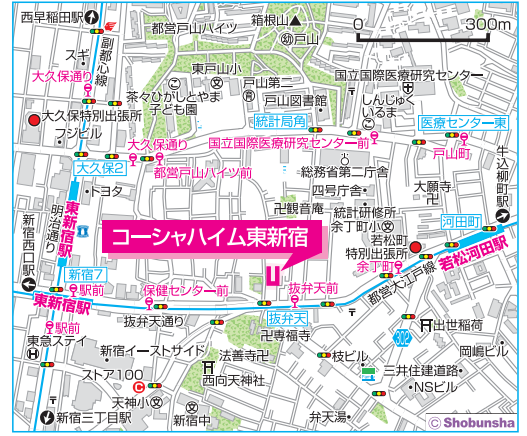 西早稲田駅
都営戸山ハイツ
箱根山
0 300m
副都心線
幼戸山
スギ
大久保通り
東戸山小
戸山第二
国立国際医療研究センター
茶々ひがしとやま
子ども園
戸山図書館
しんじゅく
いるま
大久保特別出張所
フジビル
統計局角
医療センター東
大久保通り
国立国際医療研究センター前
戸山町
大久保2
都営戸山ハイツ前
総務省第二庁舎
牛込柳町駅
トヨタ
四号庁舎
大願寺
東新宿駅
明治通り
観音庵
統計研修所
余丁町小
河田町
コーシャハイム東新宿
若松町
特別出張所
新宿西口駅
余丁町
若松河田駅
新宿7
駅前
保健センター前
抜弁天前
都営大江戸線
東新宿駅
抜弁天通り
抜弁天
302
出世稲荷
駅前
専福寺
東急ステイ
新宿イーストサイド
法善寺
枝ビル
岡嶋ビル
ストア100
西向天神社
三井住建道路
NSビル
天神小
新宿三丁目駅
新宿中
弁天湯
© Shobunsha